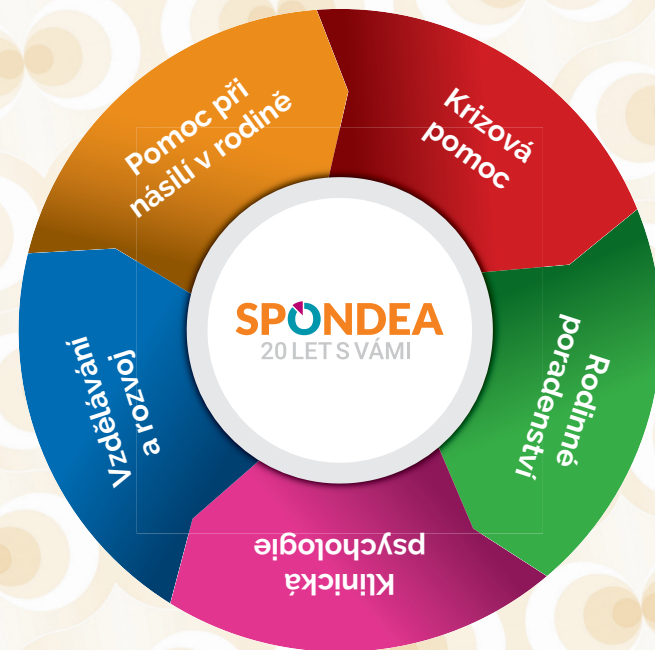 Pomoc při
násilí v rodině
Krizová
pomoc
Rodinné
poradenství
Klinická
psychologie
Vzdělávání
a rozvoj
SPONDEA
20 LET S VÁMI